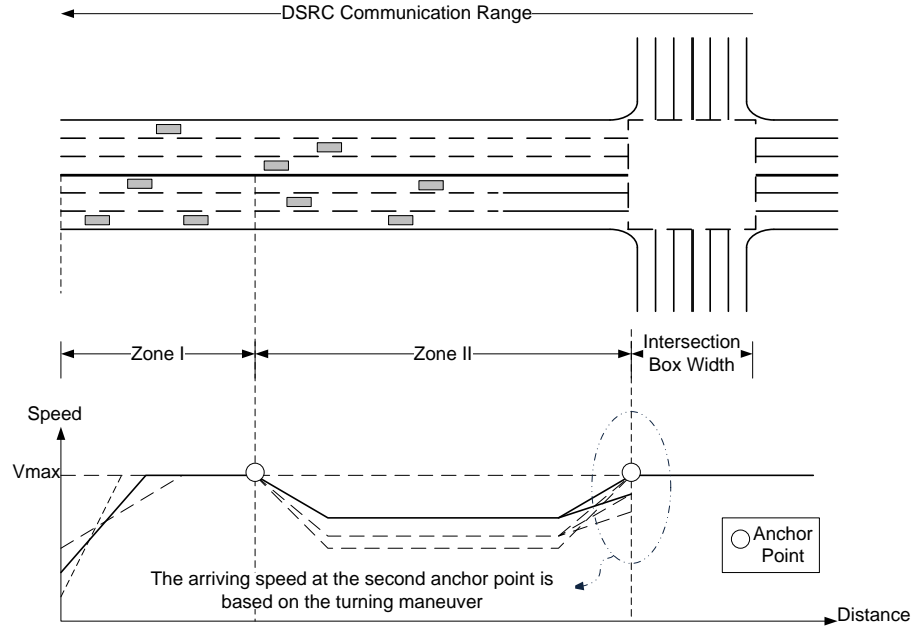 DSRC Communication Range
Zone I
Zone II
Intersection
Box Width
Speed
Vmax
Anchor
Point
The arriving speed at the second anchor point is
based on the turning maneuver
Distance